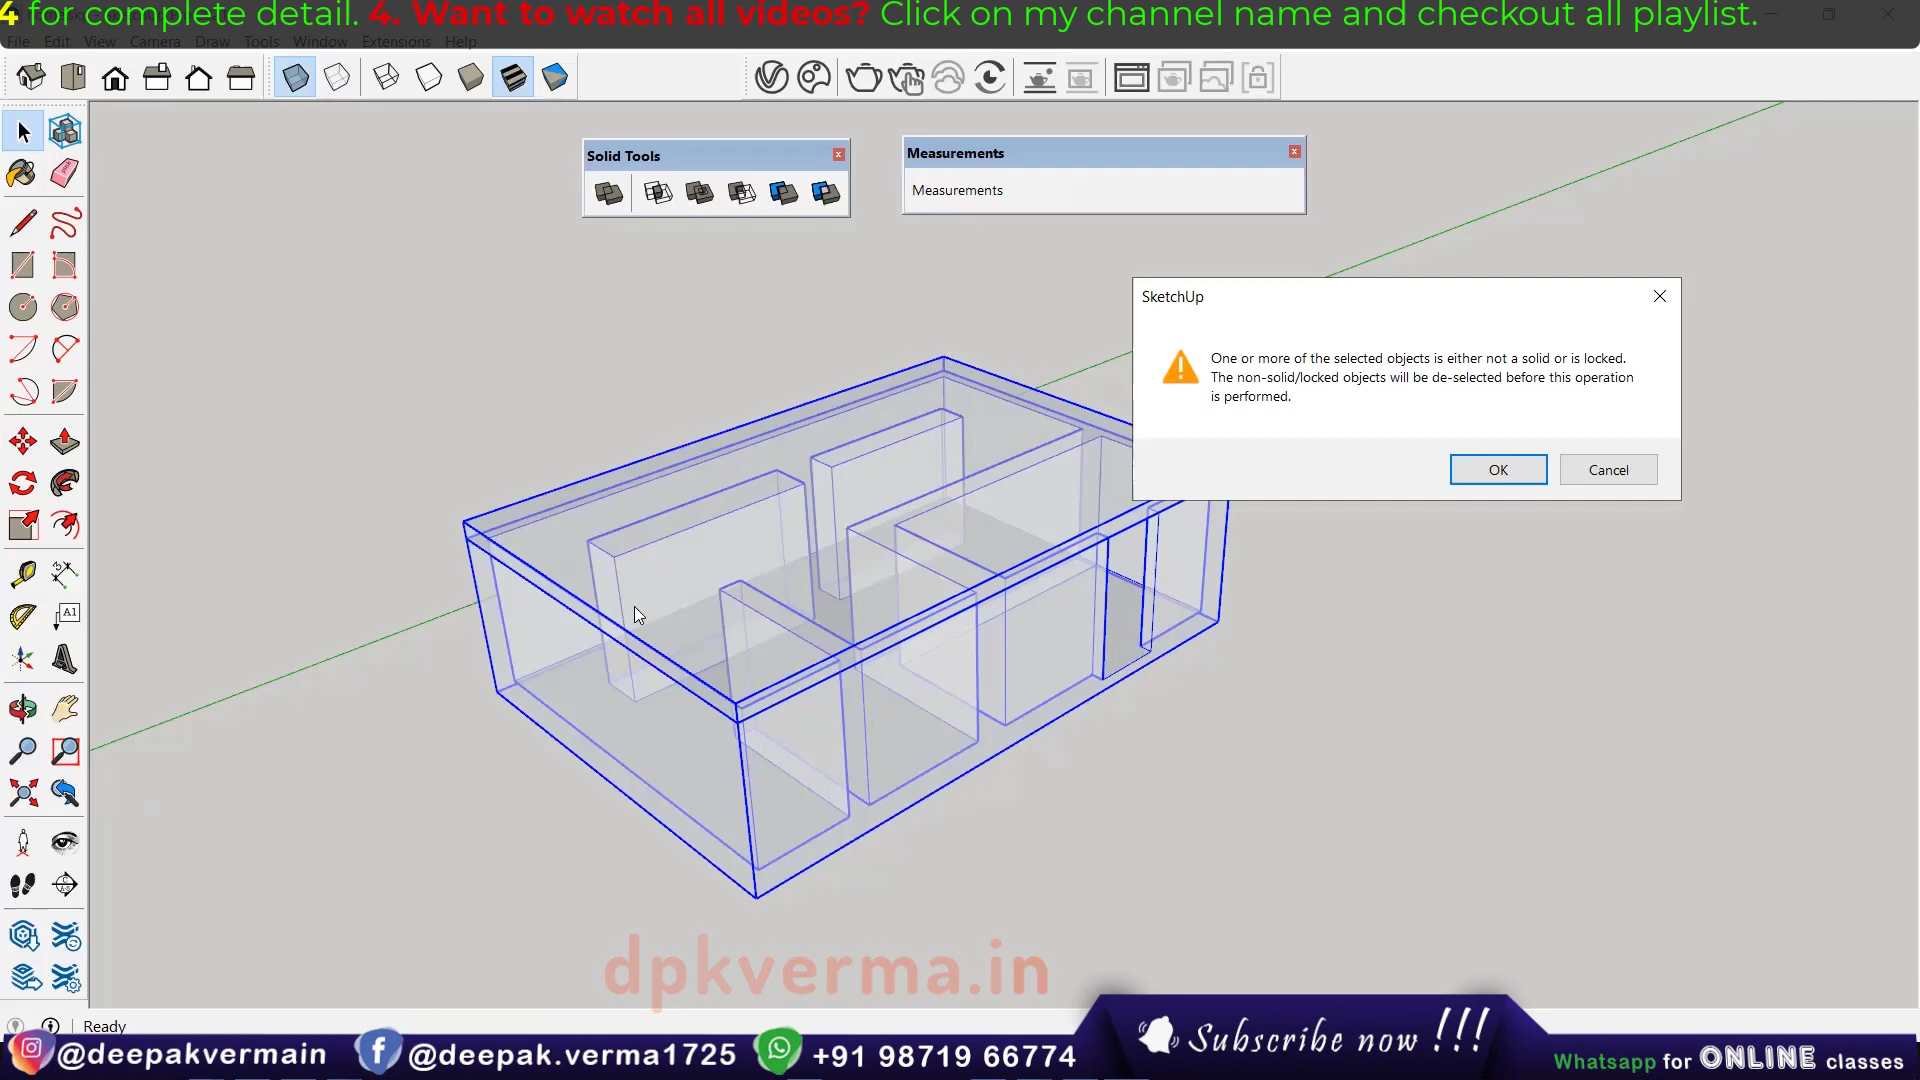 4 for complete detail. 4. Want to watch all videos? Click on my channel name and checkout all playlist.
File Edit View Camera Draw Tools Window Extensions Help
Solid Tools
Measurements
Measurements
SketchUp
One or more of the selected objects is either not a solid or is locked.
The non-solid/locked objects will be de-selected before this operation
is performed.
OK Cancel
A1
dpkverma.in
Ready
@deepakvermain @deepak.verma1725 +91 98719 66774
Subscribe now !!!
Whatsapp for ONLINE classes